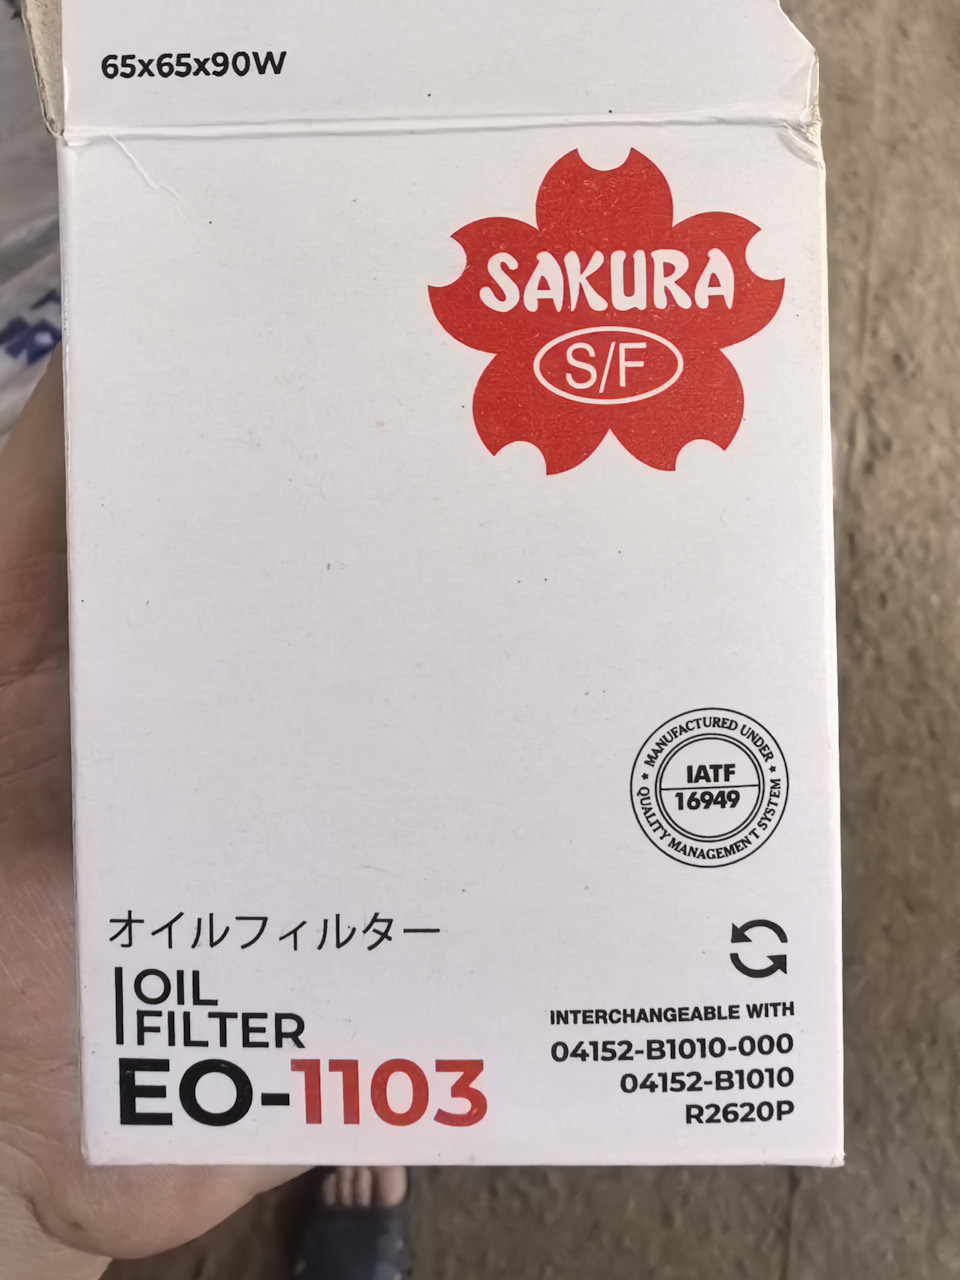 65x65x90W
SAKURA
S/F
MANUFACTURED UNDER
IATF
16949
QUALITY MANAGEMENT SYSTEM
オイルフィルター
OIL
FILTER
EO-1103
INTERCHANGEABLE WITH
04152-B1010-000
04152-B1010
R2620P